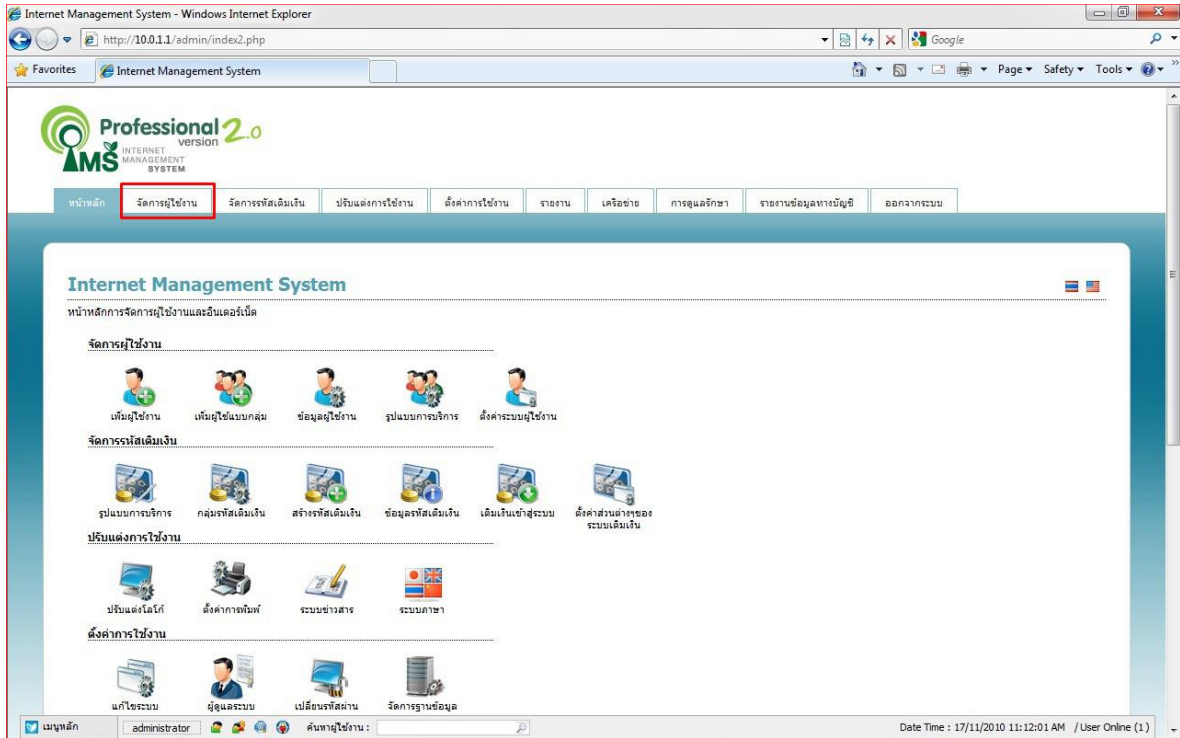 Internet Management System - Windows Internet Explorer
http://10.0.1.1/admin/index2.php
Google
Favorites
Internet Management System
Page
Safety
Tools
Professional 2.0
version
IMS
INTERNET
MANAGEMENT
SYSTEM
หน้าหลัก
จัดการผู้ใช้งาน
จัดการรหัสเติมเงิน
ปรับแต่งการใช้งาน
ตั้งค่าการใช้งาน
รายงาน
เครือข่าย
การดูแลรักษา
รายงานข้อมูลทางบัญชี
ออกจากระบบ
Internet Management System
หน้าหลักการจัดการผู้ใช้งานและอินเตอร์เน็ต
จัดการผู้ใช้งาน
เพิ่มผู้ใช้งาน
เพิ่มผู้ใช้แบบกลุ่ม
ข้อมูลผู้ใช้งาน
รูปแบบการบริการ
ตั้งค่าระบบผู้ใช้งาน
จัดการรหัสเติมเงิน
รูปแบบการบริการ
กลุ่มรหัสเติมเงิน
สร้างรหัสเติมเงิน
ข้อมูลรหัสเติมเงิน
เติมเงินเข้าสู่ระบบ
ตั้งค่าส่วนต่างๆของ
ระบบเติมเงิน
ปรับแต่งการใช้งาน
ปรับแต่งโลโก้
ตั้งค่าการพิมพ์
ระบบข่าวสาร
ระบบภาษา
ตั้งค่าการใช้งาน
แก้ไขระบบ
ผู้ดูแลระบบ
เปลี่ยนรหัสผ่าน
จัดการฐานข้อมูล
เมนูหลัก
administrator
ค้นหาผู้ใช้งาน :
Date Time : 17/11/2010 11:12:01 AM / User Online (1)